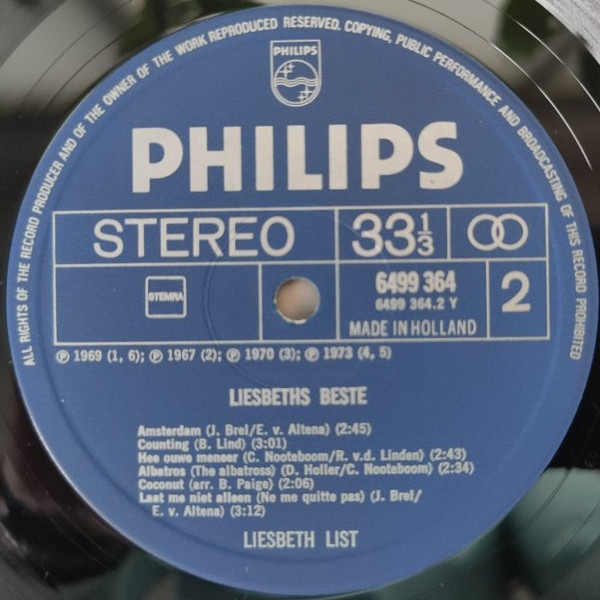 ALL RIGHTS OF THE RECORD PRODUCER AND OF THE OWNER OF THE WORK REPRODUCED RESERVED. COPYING, PUBLIC PERFORMANCE AND BROADCASTING OF THIS RECORD PROHIBITED
PHILIPS
PHILIPS
STEREO 33⅓
STEMRA
6499 364
6499 364.2 Y
2
MADE IN HOLLAND
Ⓟ 1969 (1, 6); Ⓟ 1967 (2); Ⓟ 1970 (3); Ⓟ 1973 (4, 5)
LIESBETHS BESTE
Amsterdam (J. Brel/E. v. Altena) (2:45)
Counting (B. Lind) (3:01)
Hee ouwe meneer (C. Nooteboom/R. v.d. Linden) (2:43)
Albatros (The albatross) (D. Holler/C. Nooteboom) (2:34)
Coconut (arr. B. Paige) (2:06)
Laat me niet alleen (Ne me quitte pas) (J. Brel/
E. v. Altena) (3:12)
LIESBETH LIST